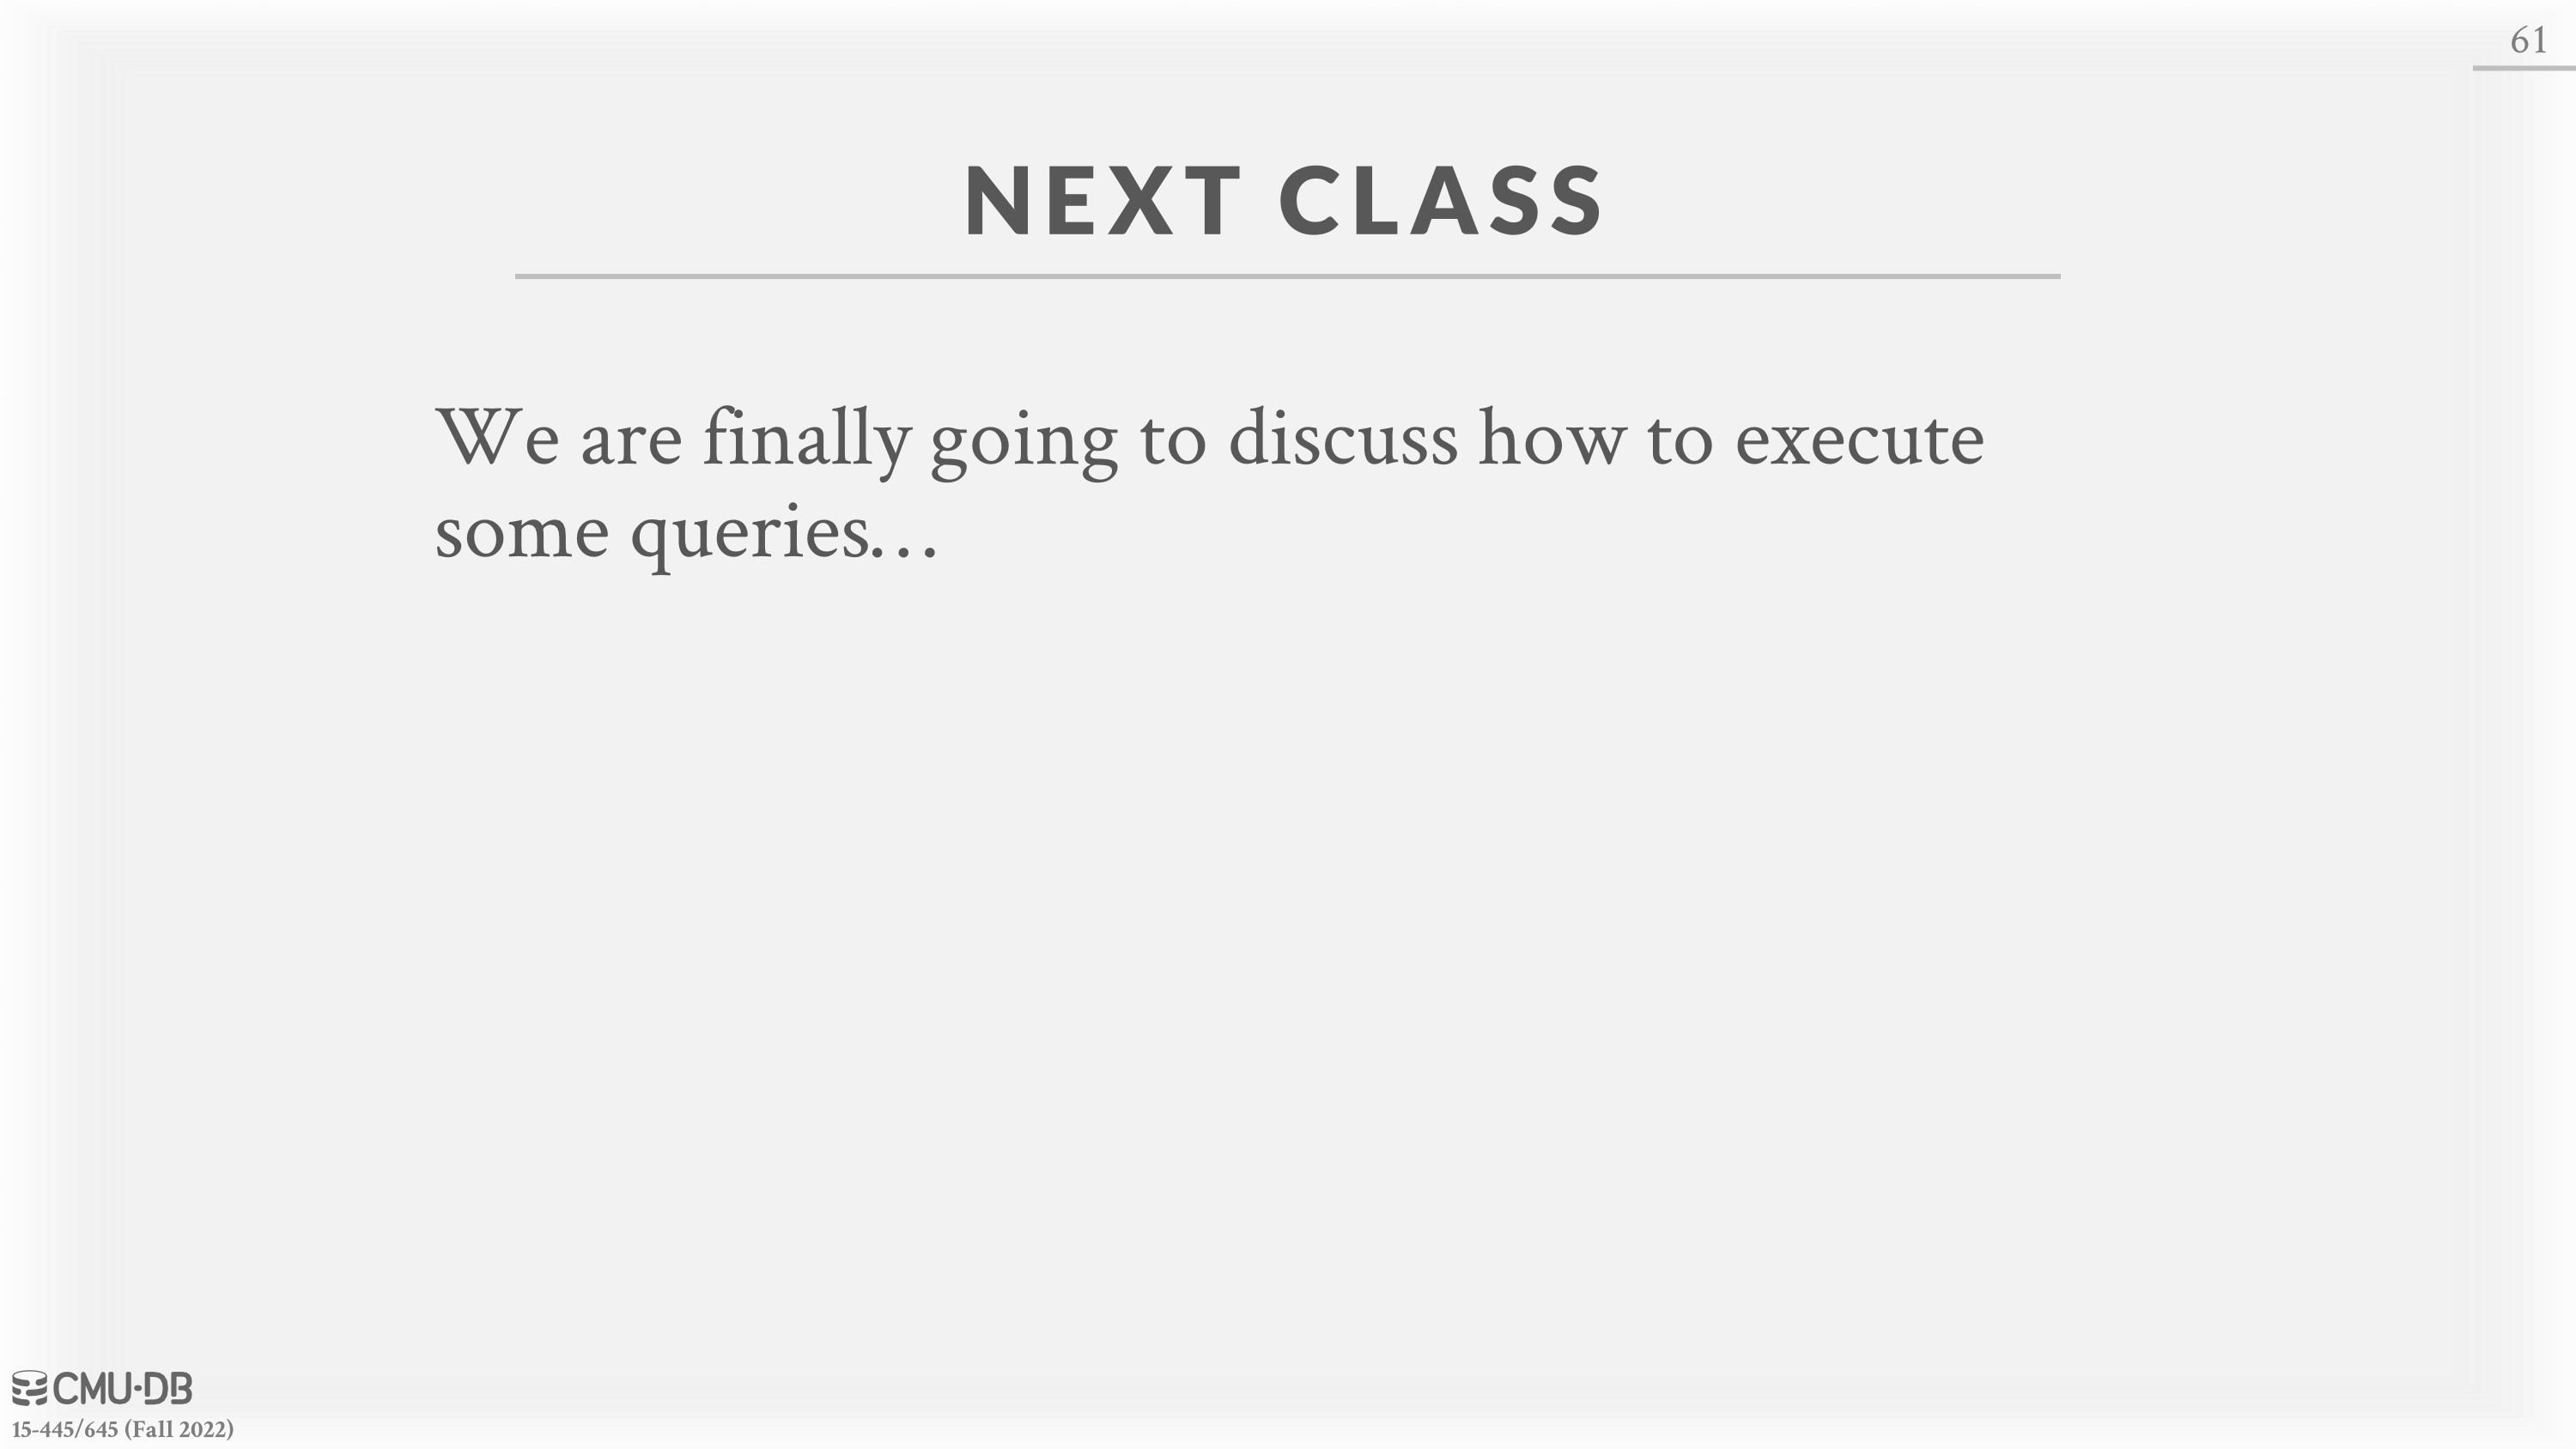 61
NEXT CLASS
We are finally going to discuss how to execute
some queries…
CMU·DB
15-445/645 (Fall 2022)